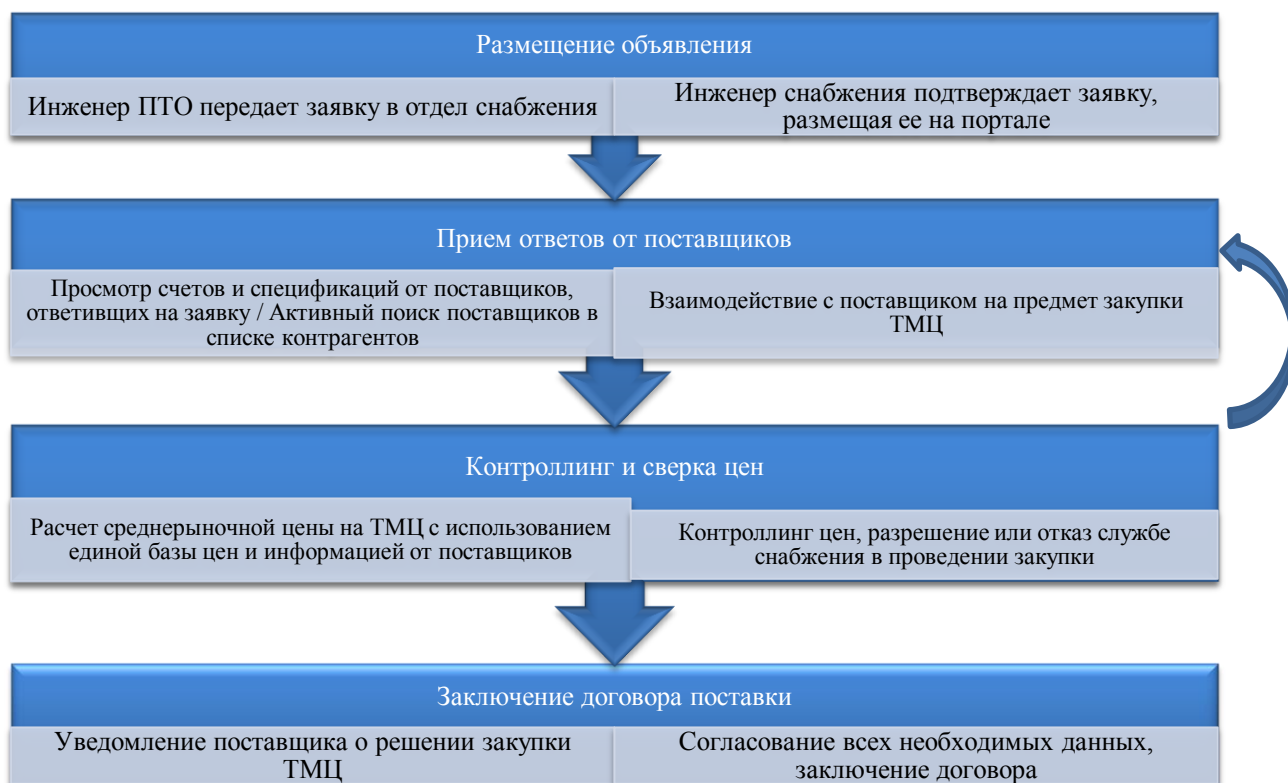 Размещение объявления
Инженер ПТО передает заявку в отдел снабжения
Инженер снабжения подтверждает заявку,
размещая ее на портале
Прием ответов от поставщиков
Просмотр счетов и спецификаций от поставщиков,
ответивших на заявку / Активный поиск поставщиков в
списке контрагентов
Взаимодействие с поставщиком на предмет закупки
ТМЦ
Контроллинг и сверка цен
Расчет среднерыночной цены на ТМЦ с использованием
единой базы цен и информацией от поставщиков
Контроллинг цен, разрешение или отказ службе
снабжения в проведении закупки
Заключение договора поставки
Уведомление поставщика о решении закупки
ТМЦ
Согласование всех необходимых данных,
заключение договора